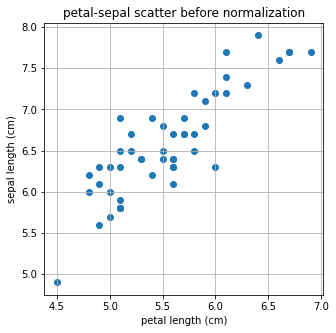 petal-sepal scatter before normalization
8.0
7.5
7.0
6.5
6.0
5.5
5.0
sepal length (cm)
4.5 5.0 5.5 6.0 6.5 7.0
petal length (cm)